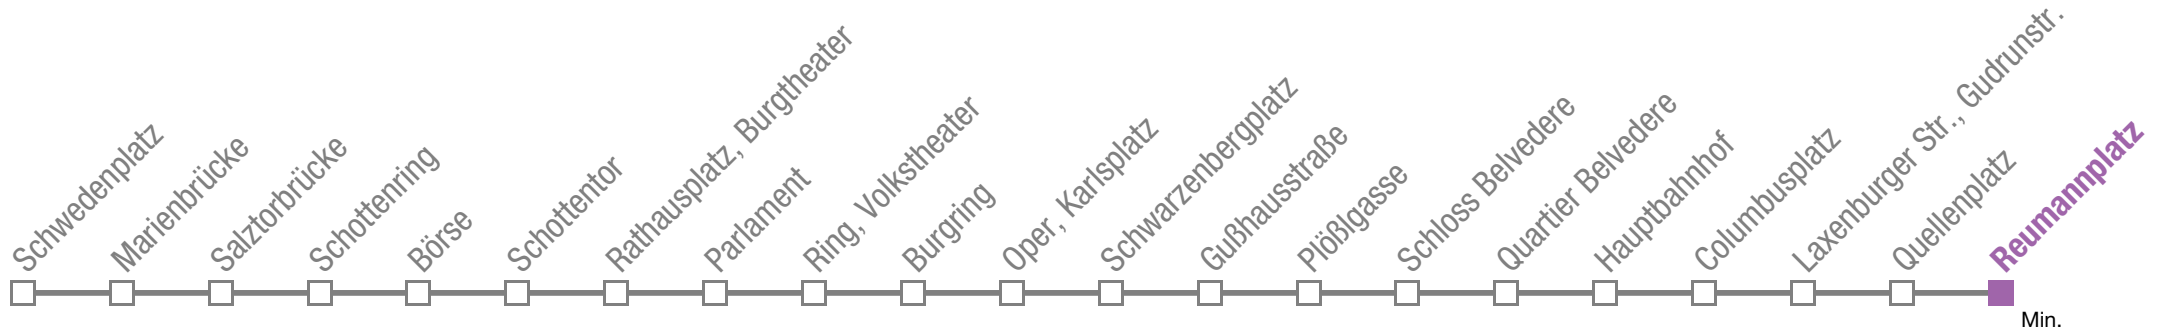 Schwedenplatz
Marienbrücke
Salztorbrücke
Schottenring
Börse
Schottentor
Rathausplatz, Burgtheater
Parlament
Ring, Volkstheater
Burgring
Oper, Karlsplatz
Schwarzenbergplatz
Gußhausstraße
Plößlgasse
Schloss Belvedere
Quartier Belvedere
Hauptbahnhof
Columbusplatz
Laxenburger Str., Gudrunstr.
Quellenplatz
Reumannplatz
Min.